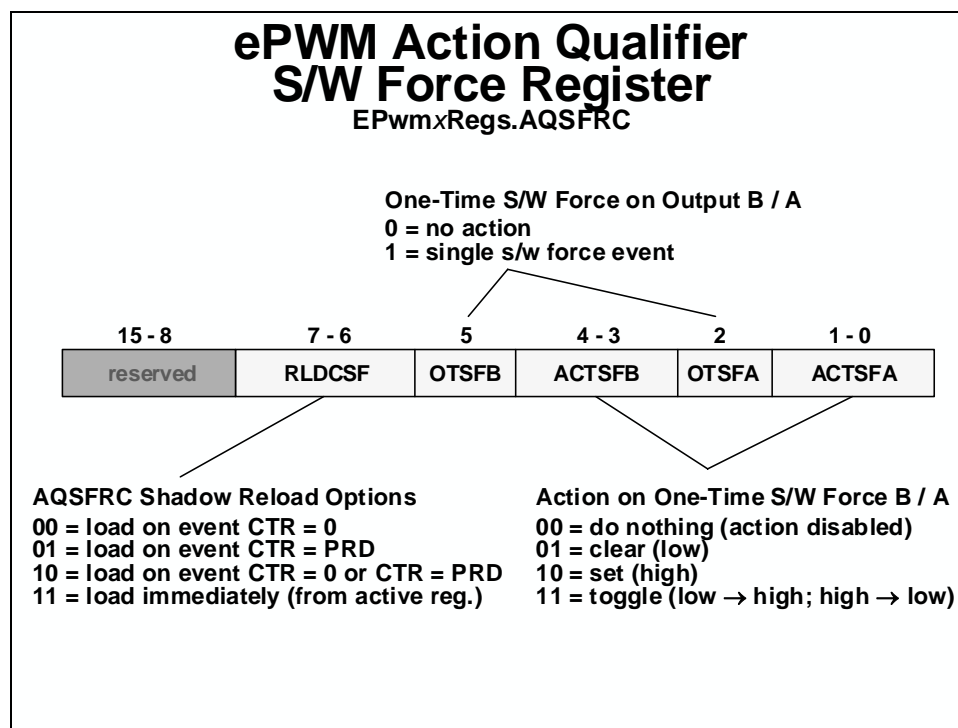 ePWM Action Qualifier
S/W Force Register
EPwmxRegs.AQSFRC
One-Time S/W Force on Output B / A
0 = no action
1 = single s/w force event
15 - 8 7 - 6 5 4 - 3 2 1 - 0
reserved RLDCSF OTSFB ACTSFB OTSFA ACTSFA
AQSFRC Shadow Reload Options
00 = load on event CTR = 0
01 = load on event CTR = PRD
10 = load on event CTR = 0 or CTR = PRD
11 = load immediately (from active reg.)
Action on One-Time S/W Force B / A
00 = do nothing (action disabled)
01 = clear (low)
10 = set (high)
11 = toggle (low → high; high → low)